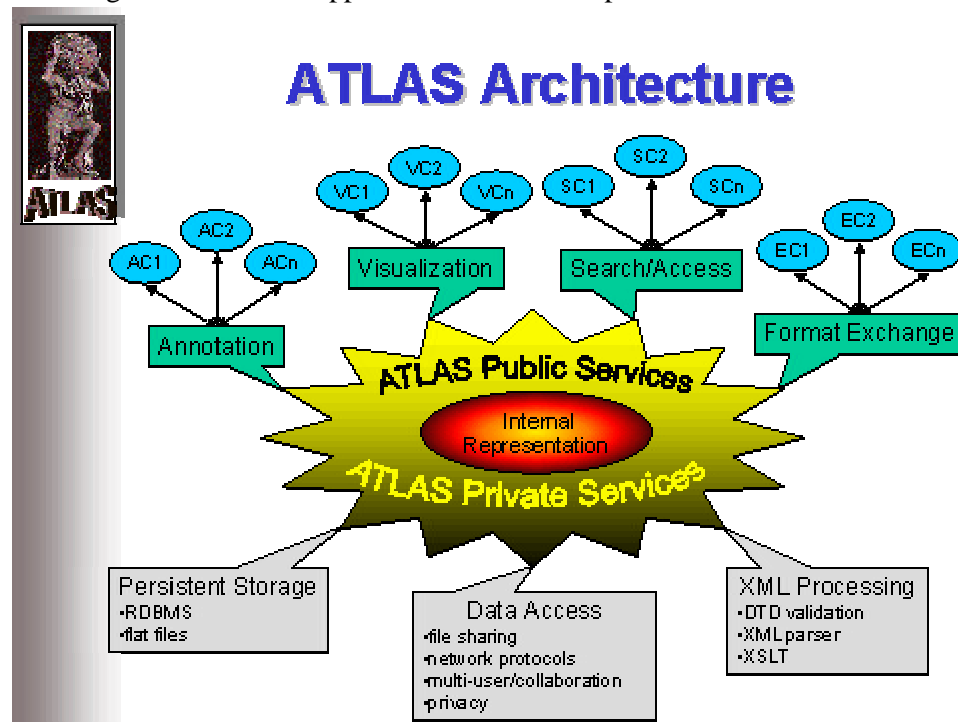 ATLAS Architecture
ATLAS
VC1
VC2
VCn
SC1
SC2
SCn
AC1
AC2
ACn
EC1
EC2
ECn
Visualization
Search/Access
Annotation
Format Exchange
ATLAS Public Services
Internal
Representation
ATLAS Private Services
Persistent Storage
•RDBMS
•flat files
Data Access
•file sharing
•network protocols
•multi-user/collaboration
•privacy
XML Processing
•DTD validation
•XML parser
•XSLT